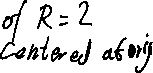 of R = 2
Centered at orig